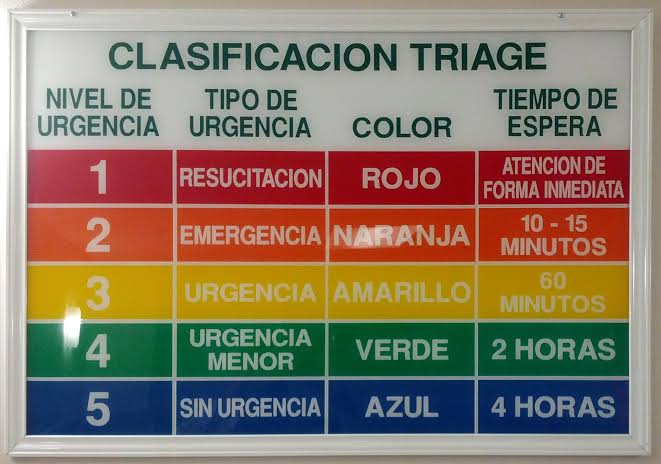 CLASIFICACION TRIAGE
NIVEL DE URGENCIA
TIPO DE URGENCIA
COLOR
TIEMPO DE ESPERA
1 RESUCITACION ROJO ATENCION DE FORMA INMEDIATA
2 EMERGENCIA NARANJA 10 - 15 MINUTOS
3 URGENCIA AMARILLO 60 MINUTOS
4 URGENCIA MENOR VERDE 2 HORAS
5 SIN URGENCIA AZUL 4 HORAS